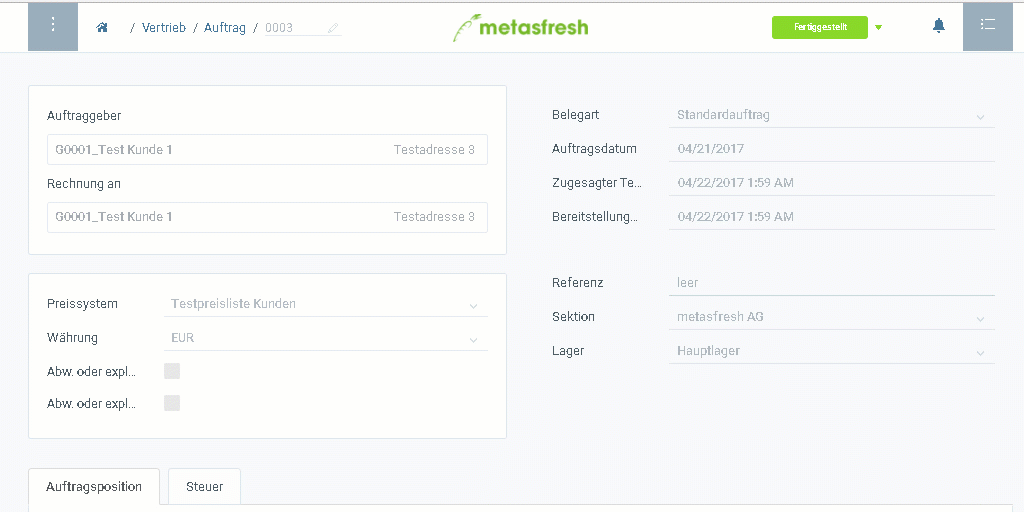 / Vertrieb / Auftrag / 0003
metasfresh
Fertiggestellt
Auftraggeber
G0001_Test Kunde 1 Testadresse 3
Rechnung an
G0001_Test Kunde 1 Testadresse 3
Belegart Standardauftrag
Auftragsdatum 04/21/2017
Zugesagter Te... 04/22/2017 1:59 AM
Bereitstellung... 04/22/2017 1:59 AM
Preissystem Testpreisliste Kunden
Währung EUR
Abw. oder expl...
Abw. oder expl...
Referenz leer
Sektion metasfresh AG
Lager Hauptlager
Auftragsposition Steuer